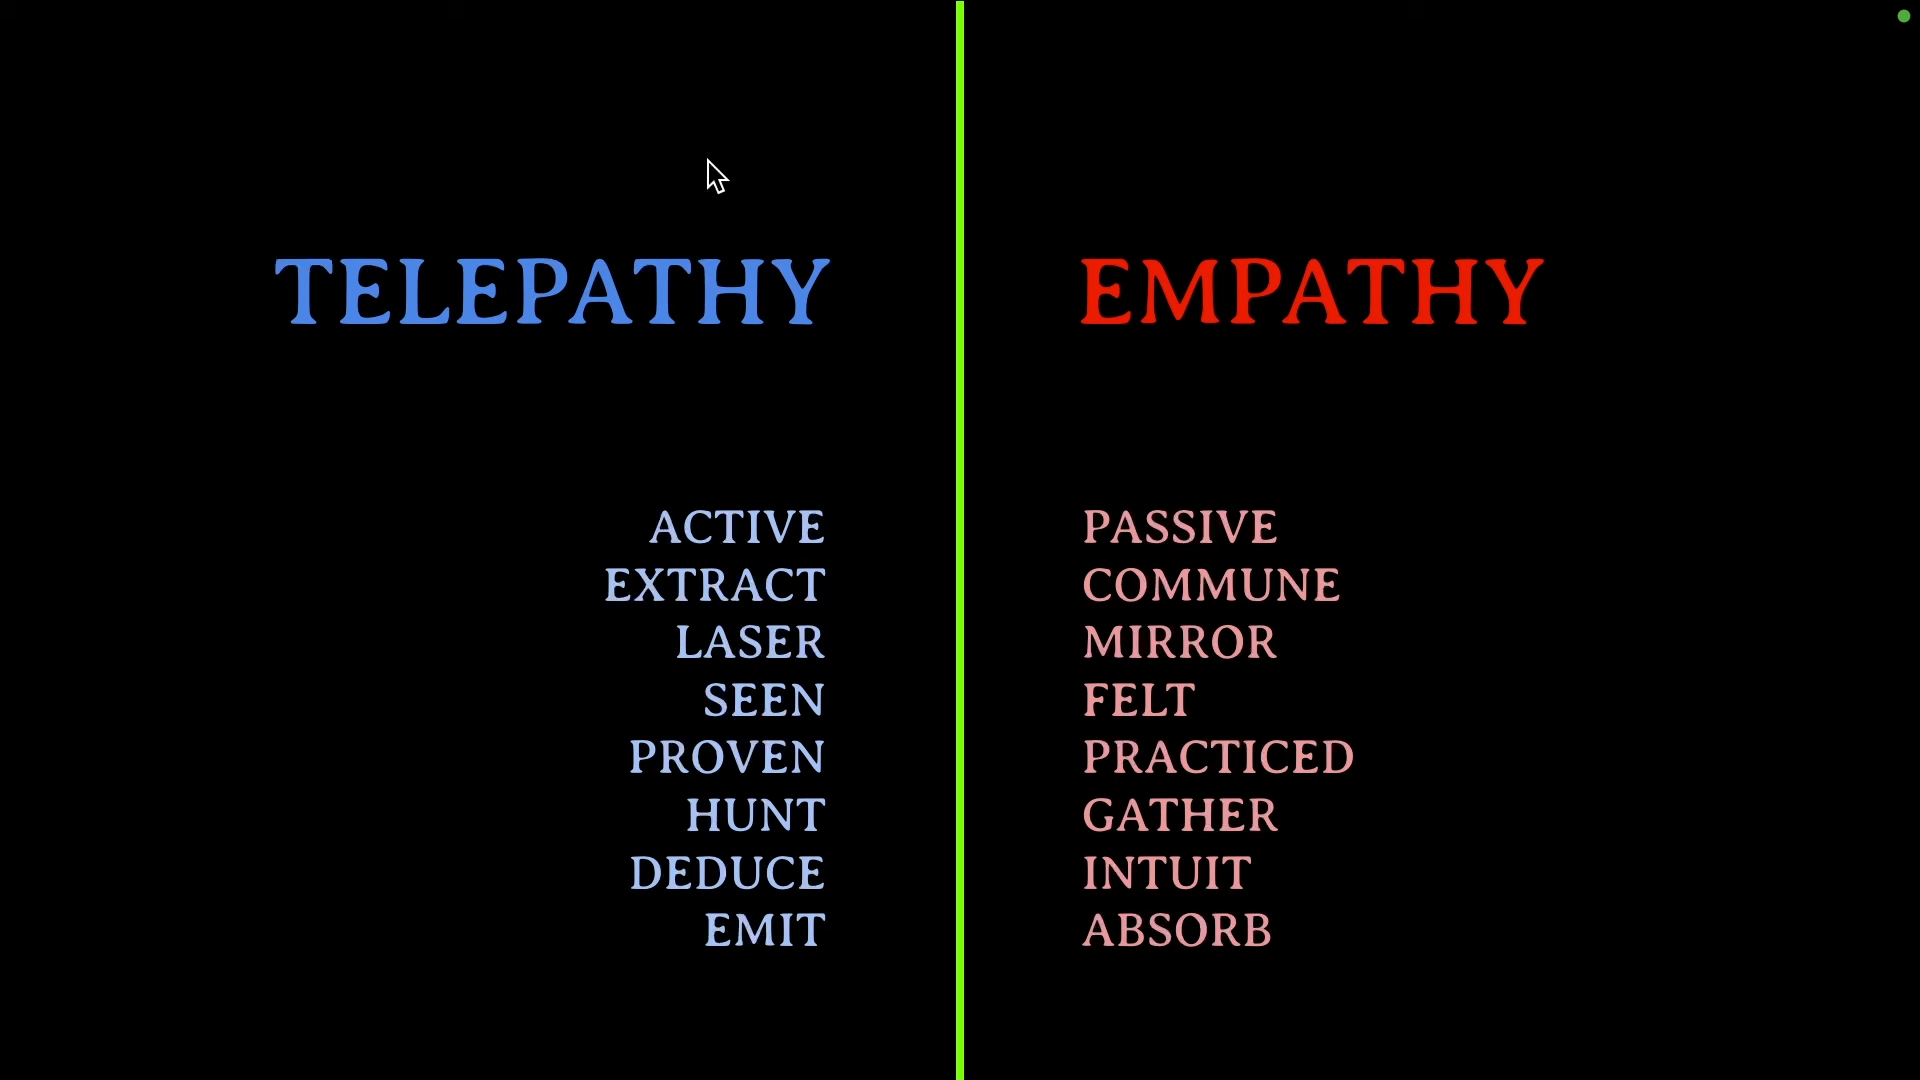 TELEPATHY
ACTIVE
EXTRACT
LASER
SEEN
PROVEN
HUNT
DEDUCE
EMIT
EMPATHY
PASSIVE
COMMUNE
MIRROR
FELT
PRACTICED
GATHER
INTUIT
ABSORB